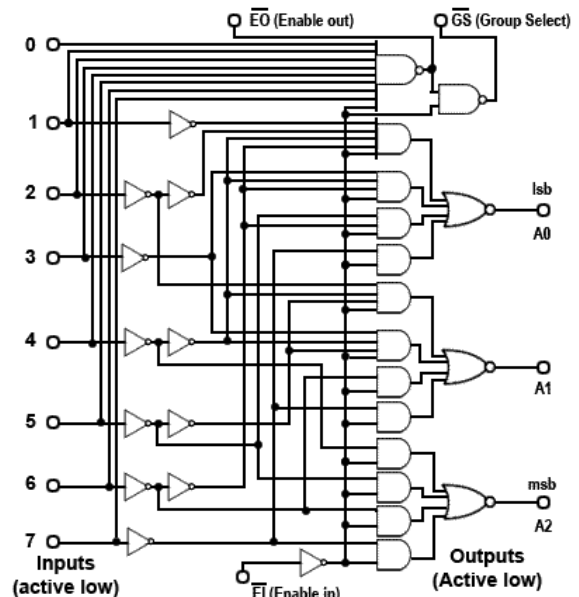 EO (Enable out)
GS (Group Select)
0
1
2
3
4
5
6
7
lsb
A0
A1
msb
A2
Inputs
(active low)
EI (Enable in)
Outputs
(Active low)